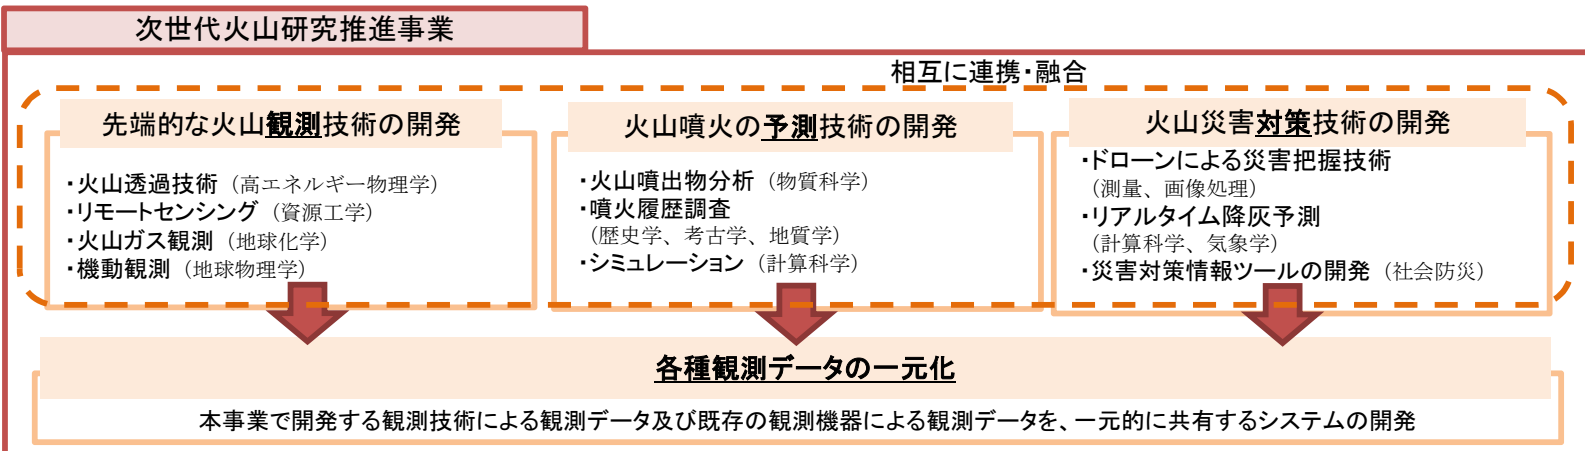 次世代火山研究推進事業
相互に連携・融合
先端的な火山観測技術の開発
・火山透過技術（高エネルギー物理学）
・リモートセンシング（資源工学）
・火山ガス観測（地球化学）
・機動観測（地球物理学）
火山噴火の予測技術の開発
・火山噴出物分析（物質科学）
・噴火履歴調査
（歴史学、考古学、地質学）
・シミュレーション（計算科学）
火山災害対策技術の開発
・ドローンによる災害把握技術
（測量、画像処理）
・リアルタイム降灰予測
（計算科学、気象学）
・災害対策情報ツールの開発（社会防災）
各種観測データの一元化
本事業で開発する観測技術による観測データ及び既存の観測機器による観測データを、一元的に共有するシステムの開発